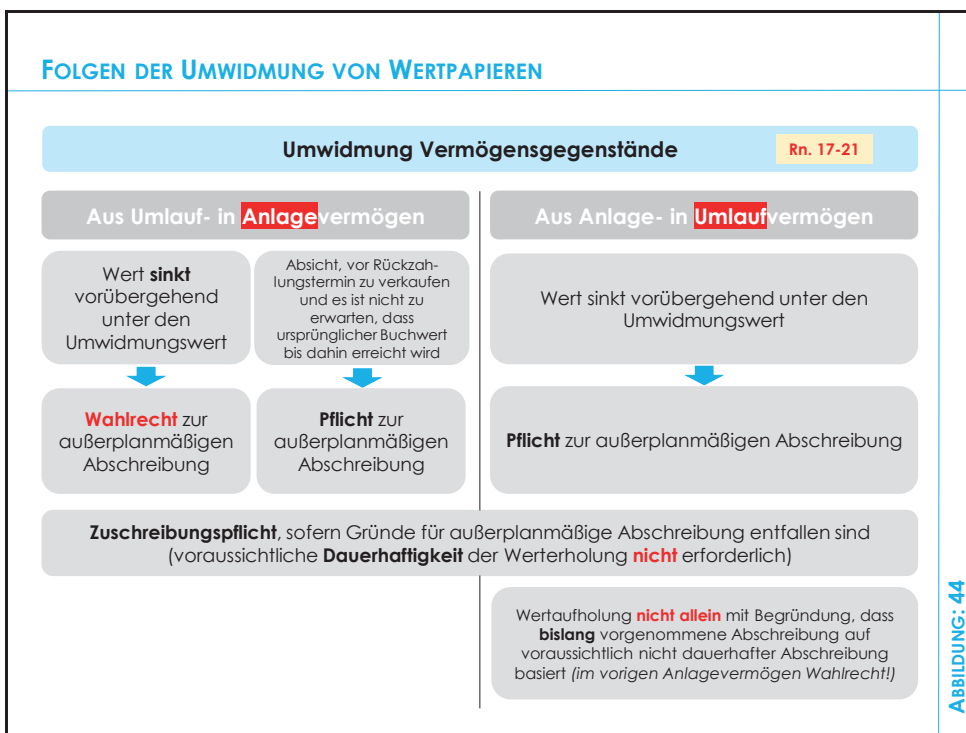 FOLGEN DER UMWIDMUNG VON WERTPAPIEREN
Umwidmung Vermögensgegenstände
Rn. 17-21
Aus Umlauf- in Anlagevermögen
Aus Anlage- in Umlaufvermögen
Wert sinkt
vorübergehend
unter den
Umwidmungswert
Absicht, vor Rückzah-
lungstermin zu verkaufen
und es ist nicht zu
erwarten, dass
ursprünglicher Buchwert
bis dahin erreicht wird
Wert sinkt vorübergehend unter den
Umwidmungswert
Wahlrecht zur
außerplanmäßigen
Abschreibung
Pflicht zur
außerplanmäßigen
Abschreibung
Pflicht zur außerplanmäßigen Abschreibung
Zuschreibungspflicht, sofern Gründe für außerplanmäßige Abschreibung entfallen sind
(voraussichtliche Dauerhaftigkeit der Werterholung nicht erforderlich)
Wertaufholung nicht allein mit Begründung, dass
bislang vorgenommene Abschreibung auf
voraussichtlich nicht dauerhafter Abschreibung
basiert (im vorigen Anlagevermögen Wahlrecht!)
ABBILDUNG: 44